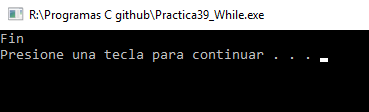 R:\Programas C github\Practica39_While.exe
Fin
Presione una tecla para continuar . . .